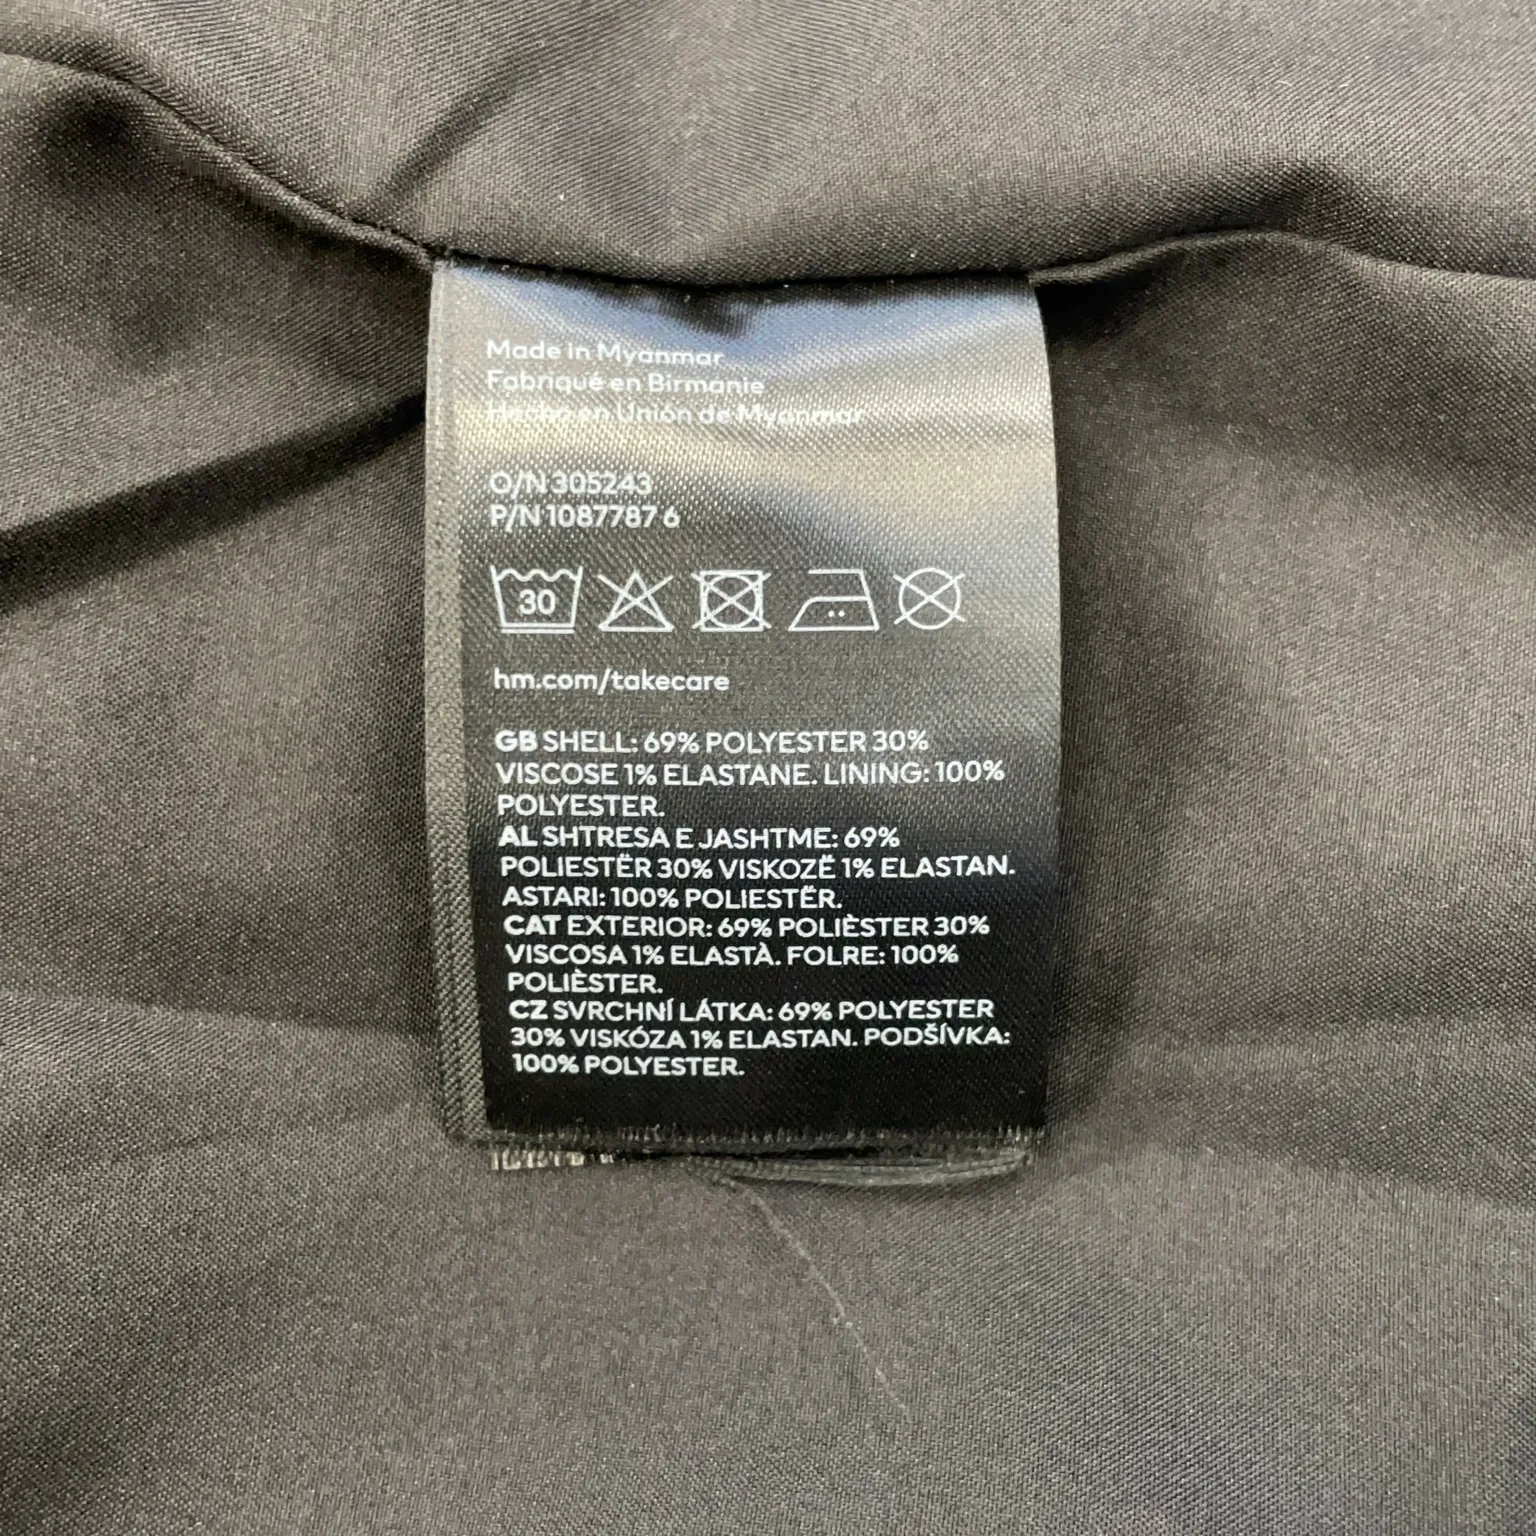 Made in Myanmar
Fabriqué en Birmanie
Hecho en Unión de Myanmar
O/N 305243
P/N 1087787 6
30
hm.com/takecare
GB SHELL: 69% POLYESTER 30%
VISCOSE 1% ELASTANE. LINING: 100%
POLYESTER.
AL SHTRESA E JASHTME: 69%
POLIESTËR 30% VISKOZË 1% ELASTAN.
ASTARI: 100% POLIESTËR.
CAT EXTERIOR: 69% POLIÈSTER 30%
VISCOSA 1% ELASTÀ. FOLRE: 100%
POLIÈSTER.
CZ SVRCHNÍ LÁTKA: 69% POLYESTER
30% VISKÓZA 1% ELASTAN. PODŠÍVKA:
100% POLYESTER.